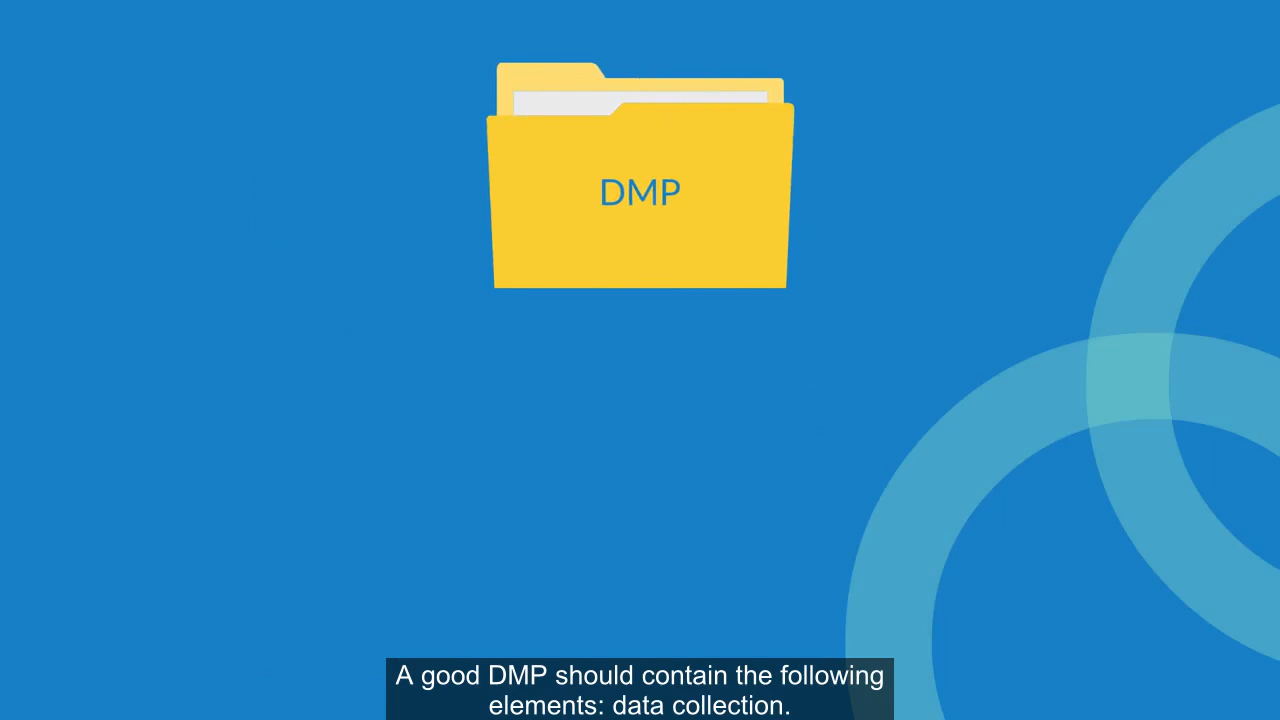 DMP
A good DMP should contain the following
elements: data collection.